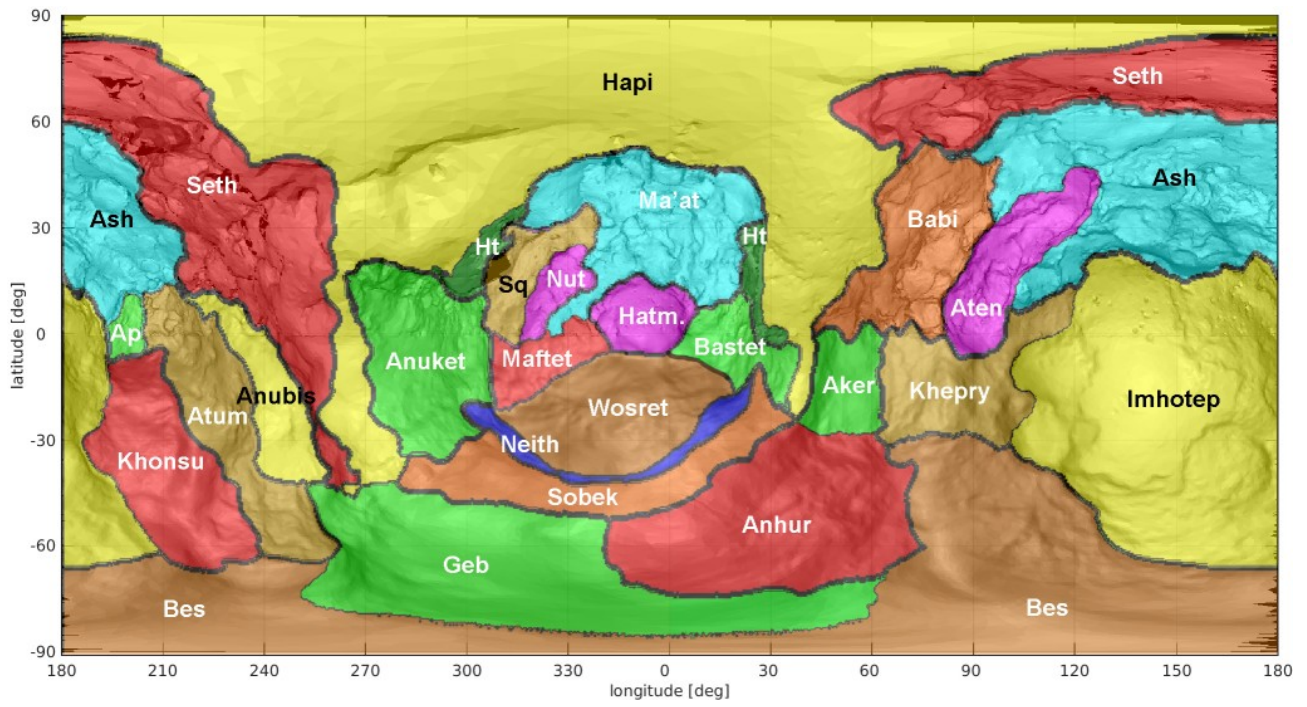 90
60
30
0
-30
-60
-90
latitude [deg]
Hapi
Seth
Seth
Ash
Ma'at
Ash
Babi
Ht
Ht
Sq
Nut
Aten
Hatm.
Ap
Anuket
Maftet
Bastet
Aker
Khepry
Imhotep
Anubis
Atum
Wosret
Neith
Khonsu
Sobek
Anhur
Geb
Bes
Bes
180 210 240 270 300 330 0 30 60 90 120 150 180
longitude [deg]